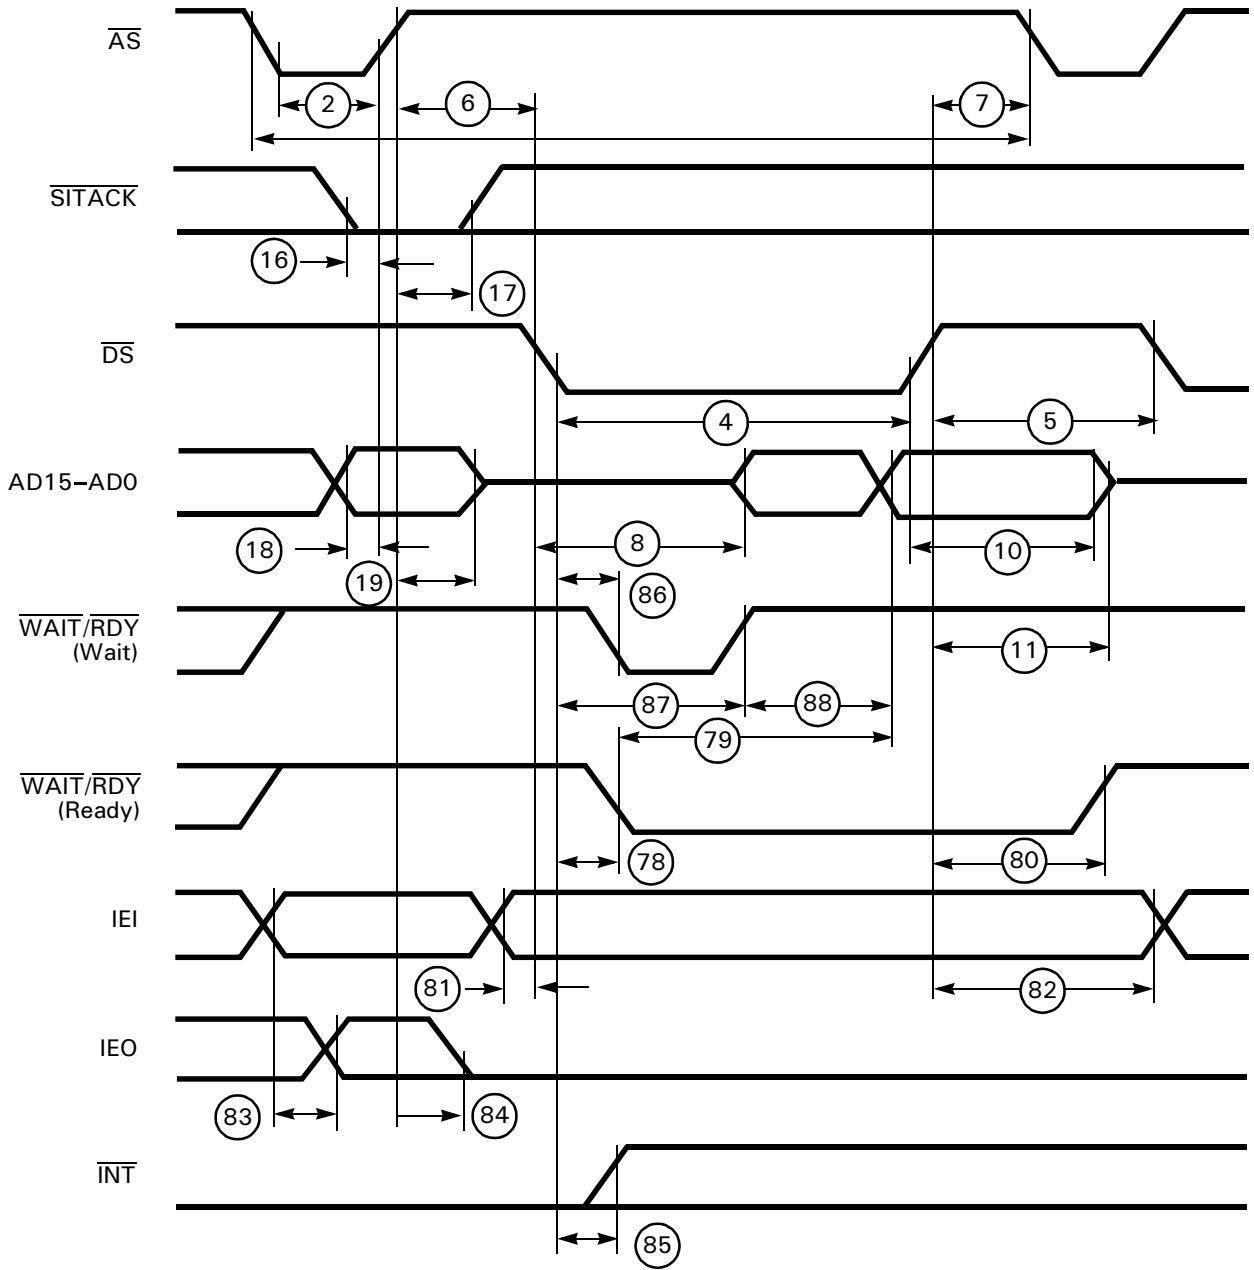 AS
2
6
7
SITACK
16
17
DS
4
5
AD15–AD0
18
19
8
10
86
WAIT/RDY
(Wait)
11
87
88
79
WAIT/RDY
(Ready)
78
80
IEI
81
82
IEO
83
84
INT
85